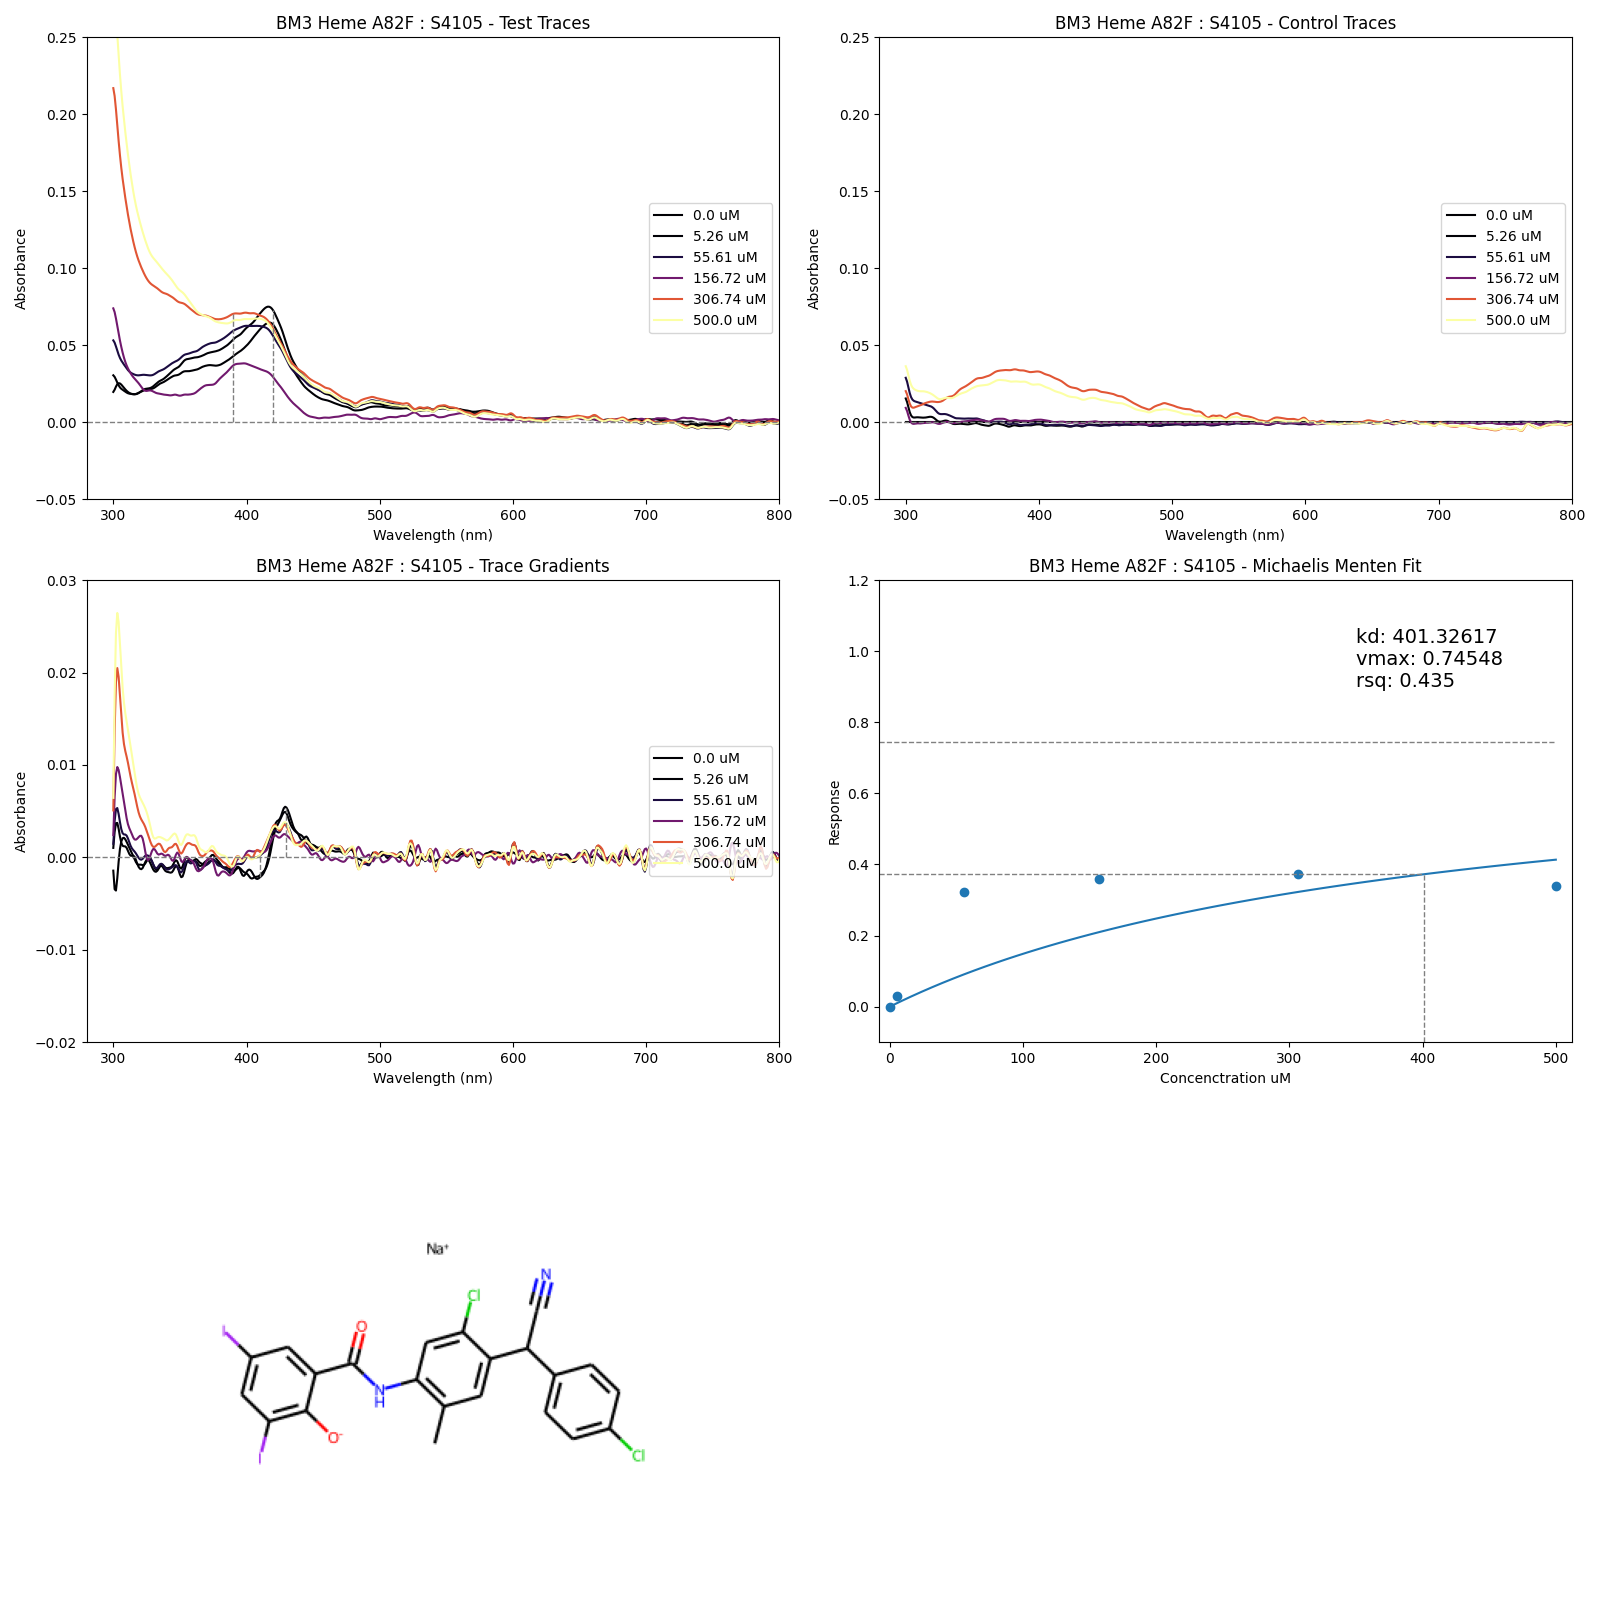 BM3 Heme A82F : S4105 - Test Traces
0.25
0.20
0.15
0.10
0.05
0.00
−0.05
Absorbance
300 400 500 600 700 800
Wavelength (nm)
0.0 uM
5.26 uM
55.61 uM
156.72 uM
306.74 uM
500.0 uM
BM3 Heme A82F : S4105 - Control Traces
0.25
0.20
0.15
0.10
0.05
0.00
−0.05
Absorbance
300 400 500 600 700 800
Wavelength (nm)
0.0 uM
5.26 uM
55.61 uM
156.72 uM
306.74 uM
500.0 uM
BM3 Heme A82F : S4105 - Trace Gradients
0.03
0.02
0.01
0.00
−0.01
−0.02
Absorbance
300 400 500 600 700 800
Wavelength (nm)
0.0 uM
5.26 uM
55.61 uM
156.72 uM
306.74 uM
500.0 uM
BM3 Heme A82F : S4105 - Michaelis Menten Fit
1.2
1.0
0.8
0.6
0.4
0.2
0.0
Response
kd: 401.32617
vmax: 0.74548
rsq: 0.435
0 100 200 300 400 500
Concenctration uM
Na⁺
N
Cl
O
I
N
H
O⁻
I
Cl